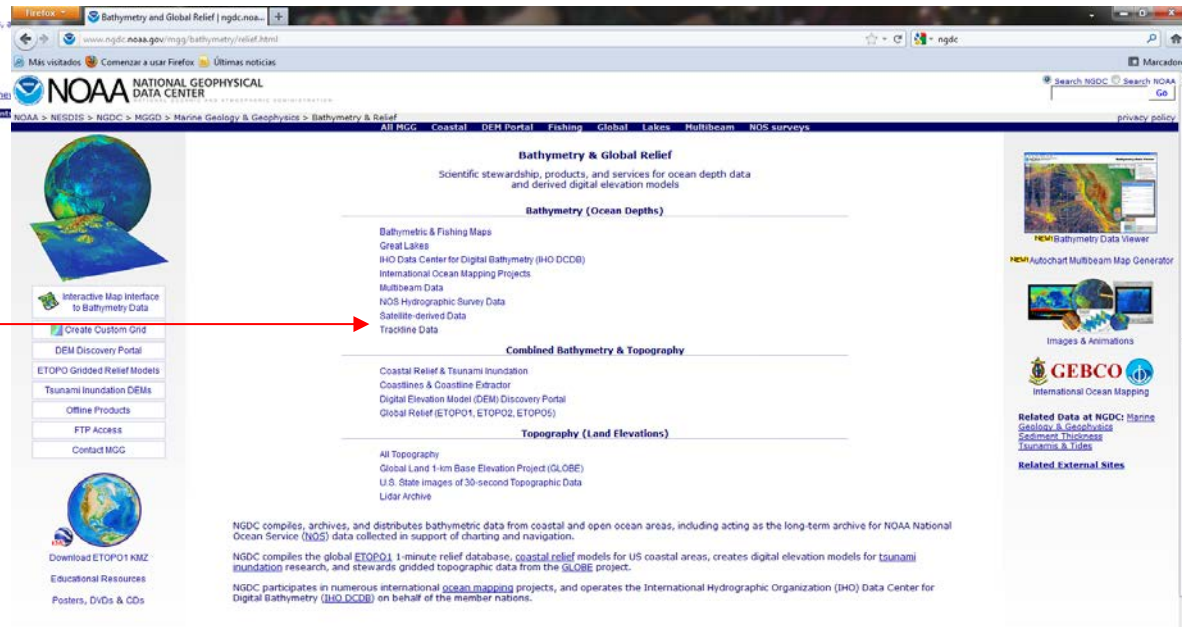 Firefox
Bathymetry and Global Relief | ngdc.noa...
www.ngdc.noaa.gov/mgg/bathymetry/relief.html
ngdc
Más visitados
Comenzar a usar Firefox
Últimas noticias
Marcador
NOAA
NATIONAL GEOPHYSICAL
DATA CENTER
Search NGDC
Search NOAA
Go
NOAA > NESDIS > NGDC > MGGD > Marine Geology & Geophysics > Bathymetry & Relief
privacy policy
All MGG Coastal DEM Portal Fishing Global Lakes Multibeam NOS surveys
Bathymetry & Global Relief
Scientific stewardship, products, and services for ocean depth data
and derived digital elevation models
Bathymetry (Ocean Depths)
Bathymetric & Fishing Maps
Great Lakes
IHO Data Center for Digital Bathymetry (IHO DCDB)
International Ocean Mapping Projects
Multibeam Data
NOS Hydrographic Survey Data
Satellite-derived Data
Trackline Data
Combined Bathymetry & Topography
Coastal Relief & Tsunami Inundation
Coastlines & Coastline Extractor
Digital Elevation Model (DEM) Discovery Portal
Global Relief (ETOPO1, ETOPO2, ETOPO5)
Topography (Land Elevations)
All Topography
Global Land 1-km Base Elevation Project (GLOBE)
U.S. State images of 30-second Topographic Data
Lidar Archive
NGDC compiles, archives, and distributes bathymetric data from coastal and open ocean areas, including acting as the long-term archive for NOAA National
Ocean Service (NOS) data collected in support of charting and navigation.
NGDC compiles the global ETOPO1 1-minute relief database, coastal relief models for US coastal areas, creates digital elevation models for tsunami
inundation research, and stewards gridded topographic data from the GLOBE project.
NGDC participates in numerous international ocean mapping projects, and operates the International Hydrographic Organization (IHO) Data Center for
Digital Bathymetry (IHO DCDB) on behalf of the member nations.
Interactive Map Interface
to Bathymetry Data
Create Custom Grid
DEM Discovery Portal
ETOPO Gridded Relief Models
Tsunami Inundation DEMs
Offline Products
FTP Access
Contact MGG
Download ETOPO1 KMZ
Educational Resources
Posters, DVDs & CDs
NEW! Bathymetry Data Viewer
NEW! Autochart Multibeam Map Generator
Images & Animations
GEBCO
International Ocean Mapping
Related Data at NGDC: Marine
Geology & Geophysics
Sediment Thickness
Tsunamis & Tides
Related External Sites